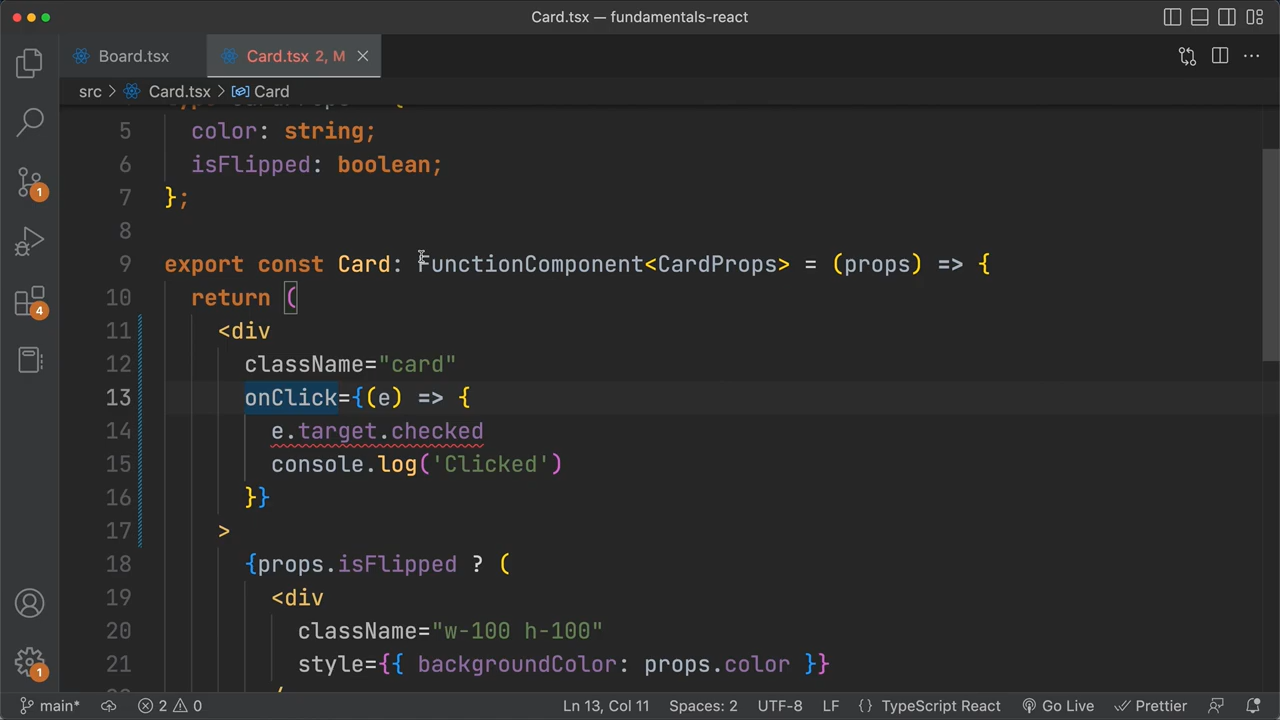 Card.tsx — fundamentals-react
Board.tsx
Card.tsx 2, M
src > Card.tsx > Card
5 color: string;
6 isFlipped: boolean;
7 };
8
9 export const Card: FunctionComponent<CardProps> = (props) => {
10 return (
11 <div
12 className="card"
13 onClick={(e) => {
14 e.target.checked
15 console.log('Clicked')
16 }}
17 >
18 {props.isFlipped ? (
19 <div
20 className="w-100 h-100"
21 style={{ backgroundColor: props.color }}
1
4
1
main* 2 0 Ln 13, Col 11 Spaces: 2 UTF-8 LF {} TypeScript React Go Live Prettier